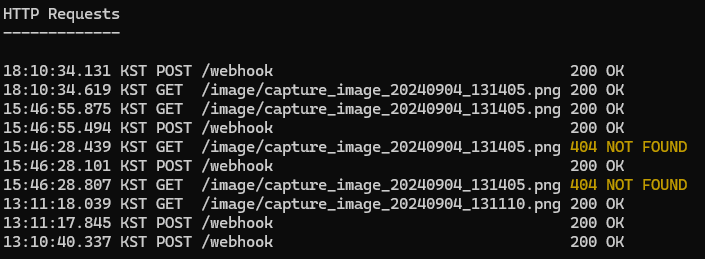 HTTP Requests
-------------
18:10:34.131 KST POST /webhook 200 OK
18:10:34.619 KST GET /image/capture_image_20240904_131405.png 200 OK
15:46:55.875 KST GET /image/capture_image_20240904_131405.png 200 OK
15:46:55.494 KST POST /webhook 200 OK
15:46:28.439 KST GET /image/capture_image_20240904_131405.png 404 NOT FOUND
15:46:28.101 KST POST /webhook 200 OK
15:46:28.807 KST GET /image/capture_image_20240904_131405.png 404 NOT FOUND
13:11:18.039 KST GET /image/capture_image_20240904_131110.png 200 OK
13:11:17.845 KST POST /webhook 200 OK
13:10:40.337 KST POST /webhook 200 OK